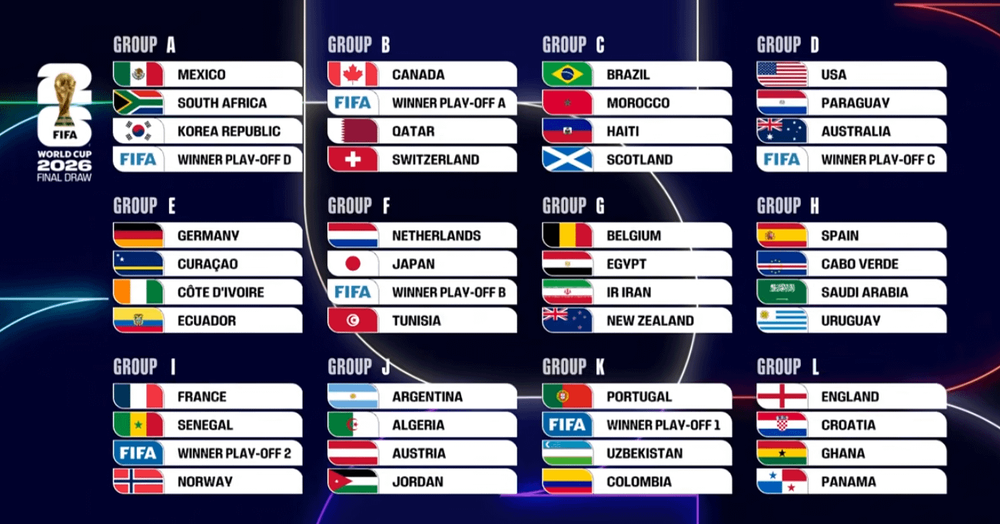 FIFA
WORLD CUP
2026
FINAL DRAW
GROUP A
MEXICO
SOUTH AFRICA
KOREA REPUBLIC
FIFA WINNER PLAY-OFF D
GROUP B
CANADA
FIFA WINNER PLAY-OFF A
QATAR
SWITZERLAND
GROUP C
BRAZIL
MOROCCO
HAITI
SCOTLAND
GROUP D
USA
PARAGUAY
AUSTRALIA
FIFA WINNER PLAY-OFF C
GROUP E
GERMANY
CURAÇAO
CÔTE D'IVOIRE
ECUADOR
GROUP F
NETHERLANDS
JAPAN
FIFA WINNER PLAY-OFF B
TUNISIA
GROUP G
BELGIUM
EGYPT
IR IRAN
NEW ZEALAND
GROUP H
SPAIN
CABO VERDE
SAUDI ARABIA
URUGUAY
GROUP I
FRANCE
SENEGAL
FIFA WINNER PLAY-OFF 2
NORWAY
GROUP J
ARGENTINA
ALGERIA
AUSTRIA
JORDAN
GROUP K
PORTUGAL
FIFA WINNER PLAY-OFF 1
UZBEKISTAN
COLOMBIA
GROUP L
ENGLAND
CROATIA
GHANA
PANAMA